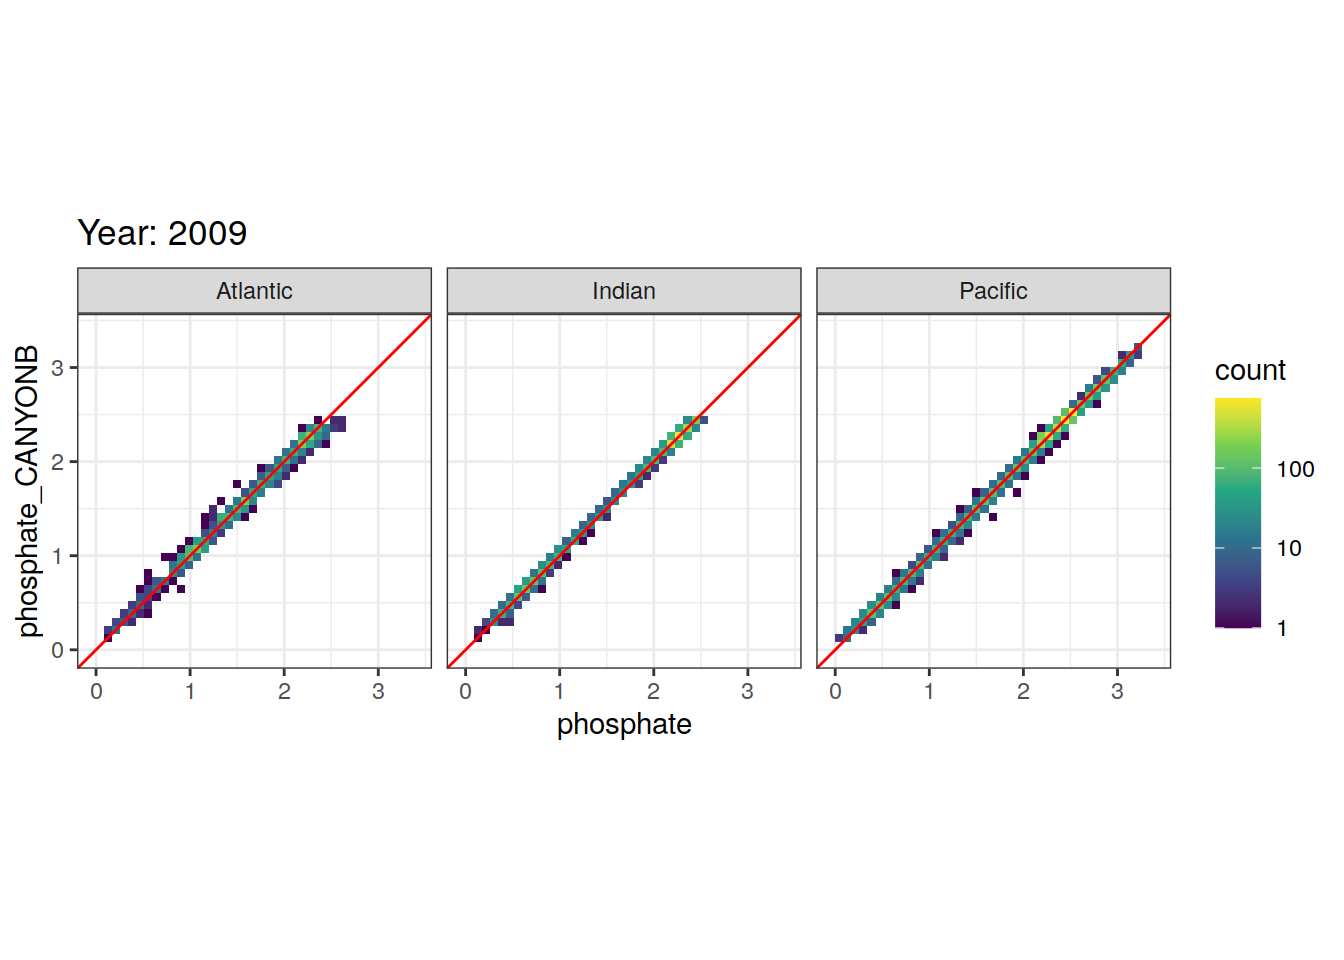 Year: 2009
Atlantic Indian Pacific
phosphate_CANYONB
3
2
1
0
0 1 2 3 0 1 2 3 0 1 2 3
phosphate
count
100
10
1